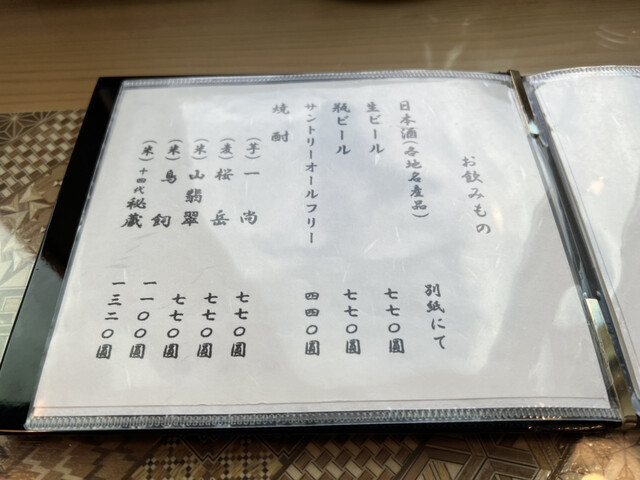 お飲みもの
日本酒(各地名産品) 別紙にて
生ビール 七七〇圓
瓶ビール 七七〇圓
サントリーオールフリー 四四〇圓
焼酎
(芋)一尚 七七〇圓
(麦)桜岳 七七〇圓
(米)山翡翠 七七〇圓
(米)鳥飼 一一〇〇圓
(米)十四代秘蔵 一三二〇圓